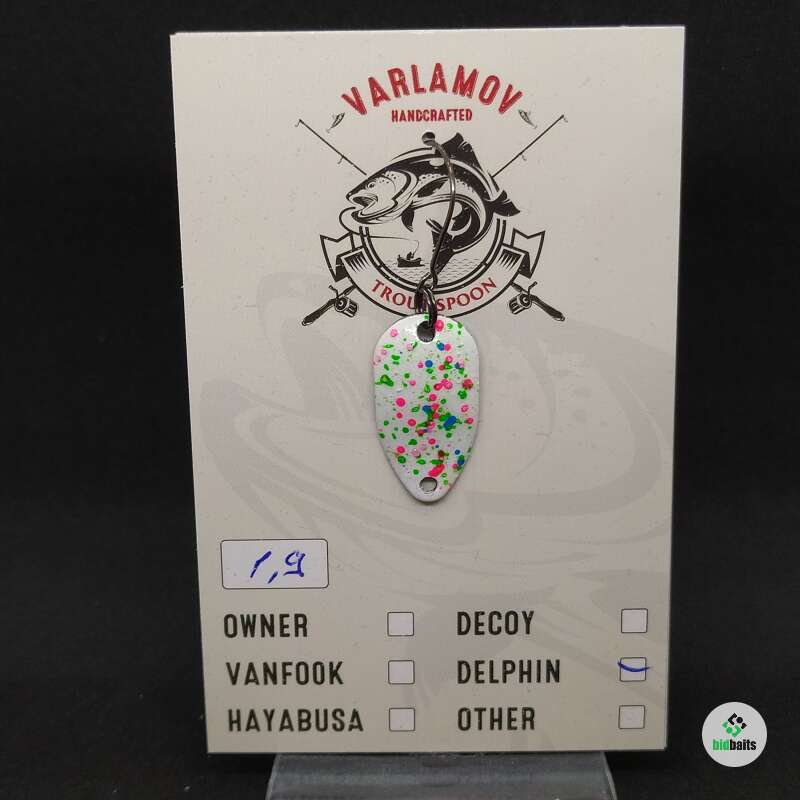 VARLAMOV
HANDCRAFTED
TROUT SPOON
1,9
OWNER
DECOY
VANFOOK
DELPHIN
HAYABUSA
OTHER
bidbaits